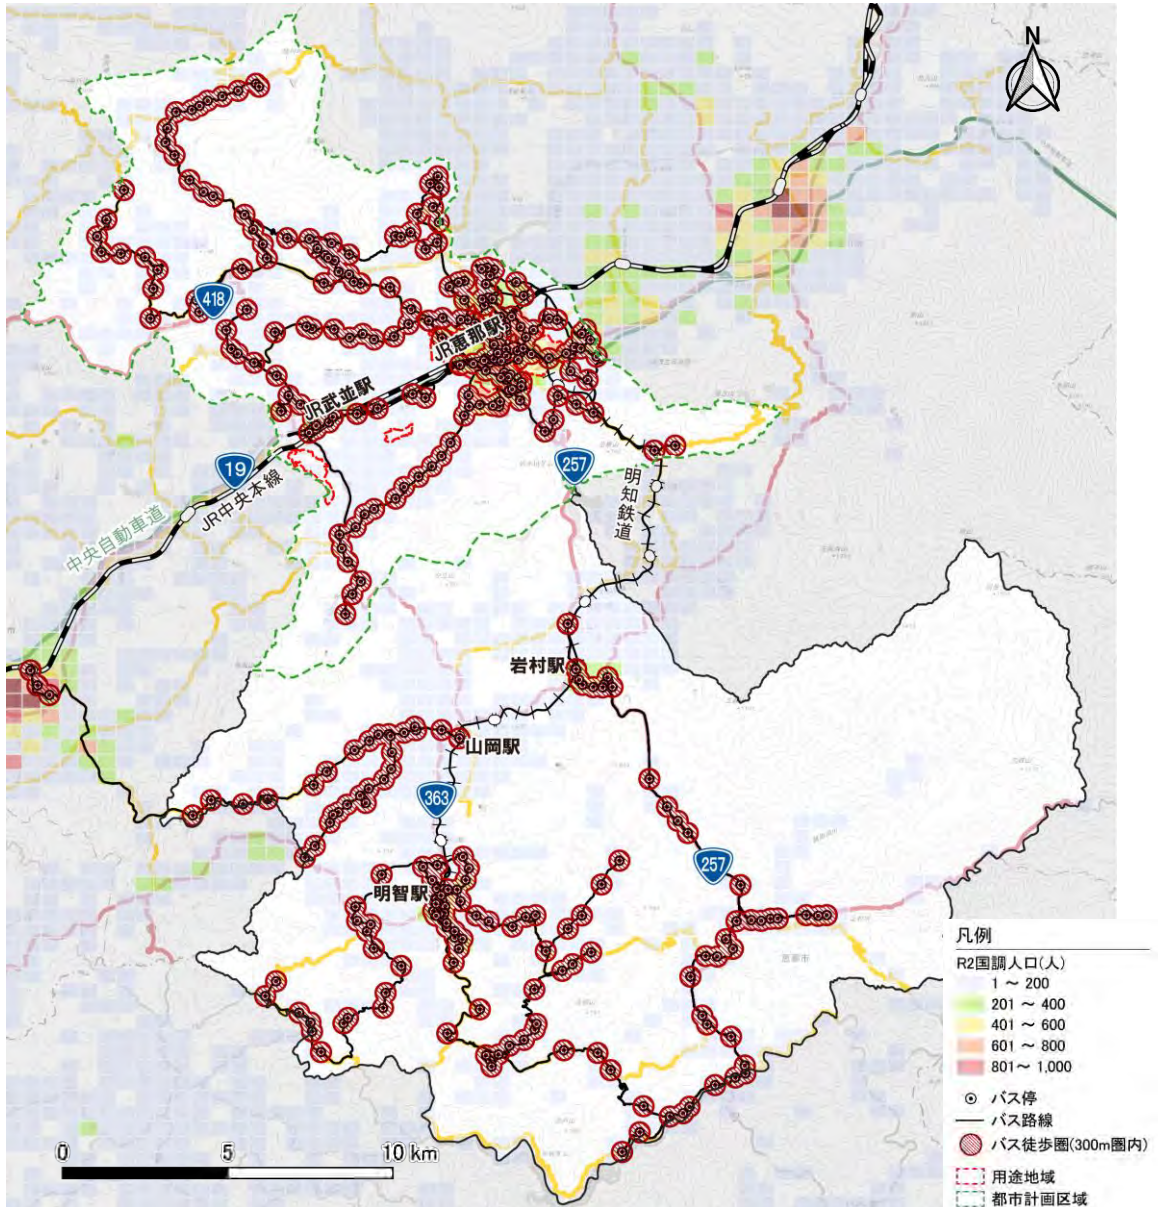 N
418
JR恵那駅
JR武並駅
19
JR中央本線
中央自動車道
257
明知鉄道
岩村駅
山岡駅
363
明智駅
257
恵那市
0 5 10 km
凡例
R2国調人口(人)
1 ～ 200
201 ～ 400
401 ～ 600
601 ～ 800
801～ 1,000
バス停
バス路線
バス徒歩圏(300m圏内)
用途地域
都市計画区域